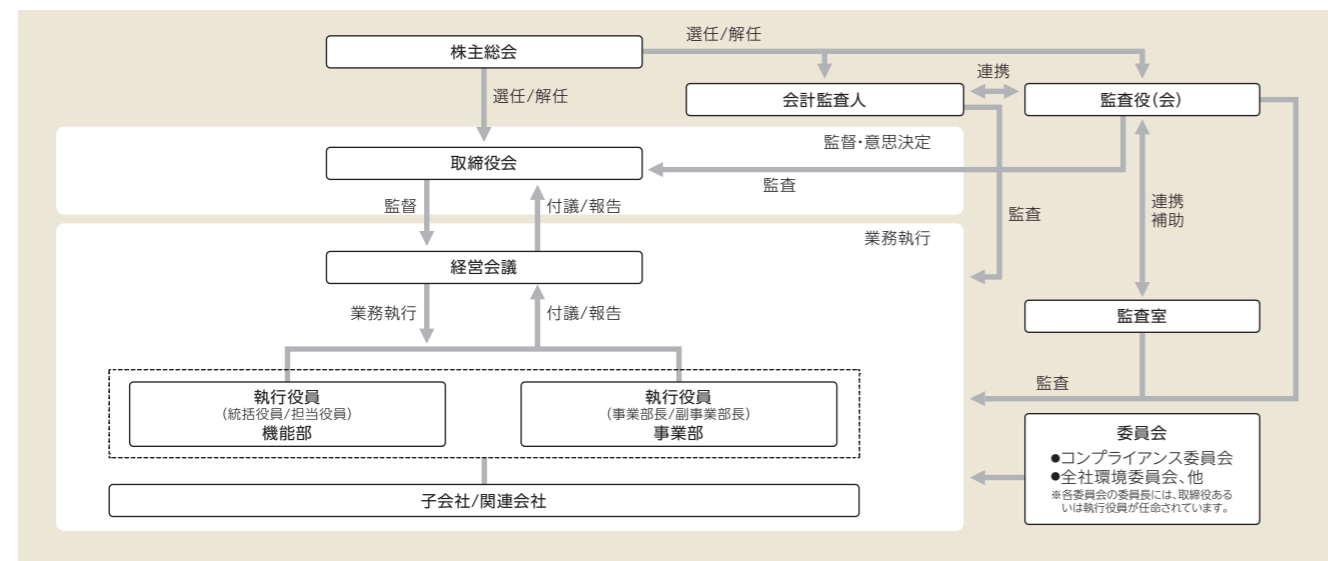 選任/解任
株主総会
連携
選任/解任
会計監査人
監査役(会)
監督・意思決定
取締役会
監査
監督
付議/報告
連携
補助
監査
業務執行
経営会議
業務執行
付議/報告
監査室
監査
執行役員
(統括役員/担当役員)
機能部
執行役員
(事業部長/副事業部長)
事業部
委員会
●コンプライアンス委員会
●全社環境委員会、他
※各委員会の委員長には、取締役ある
いは執行役員が任命されています。
子会社/関連会社